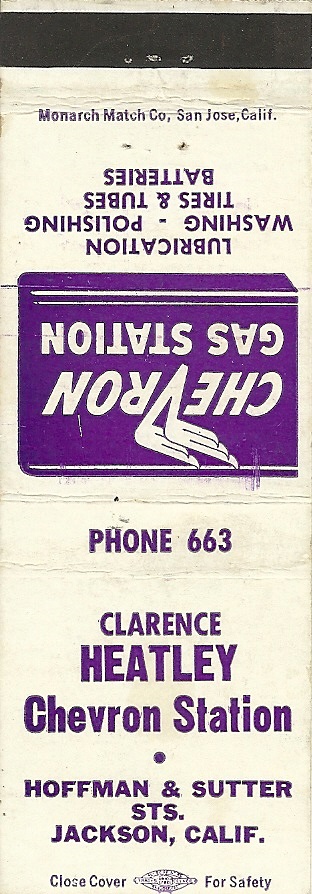 Monarch Match Co, San Jose, Calif.
CHEVRON
GAS STATION
LUBRICATION
WASHING - POLISHING
TIRES & TUBES
BATTERIES
PHONE 663
CLARENCE
HEATLEY
Chevron Station
•
HOFFMAN & SUTTER
STS.
JACKSON, CALIF.
Close Cover For Safety